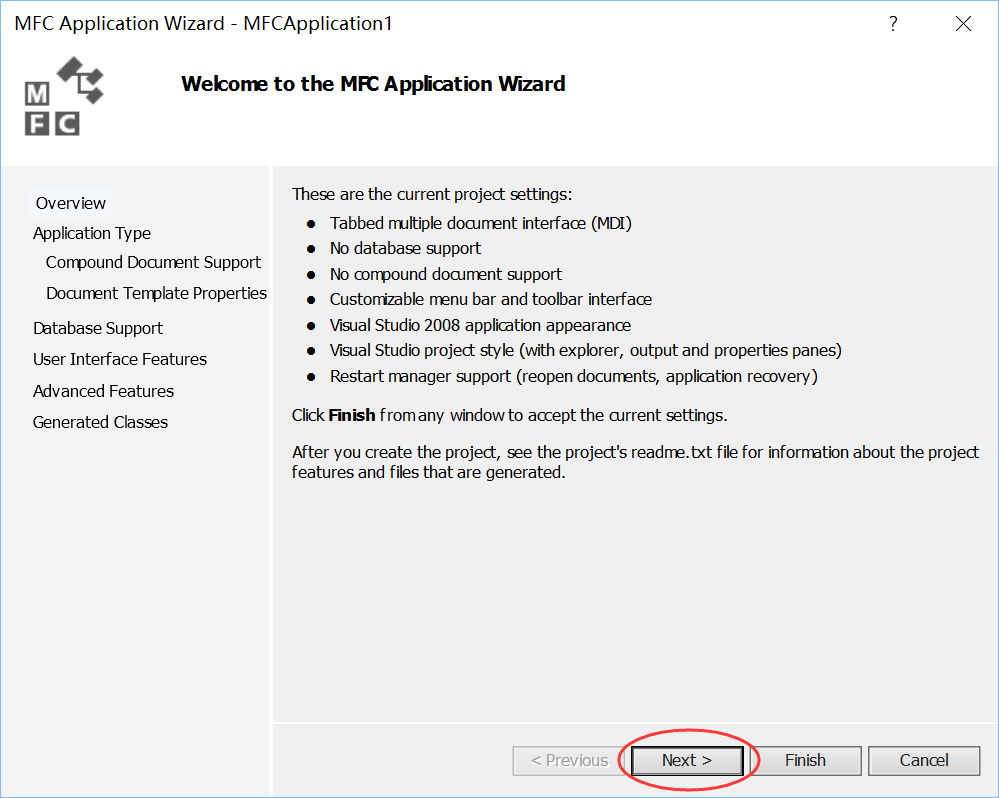 MFC Application Wizard - MFCApplication1
?
M
F C
Welcome to the MFC Application Wizard
Overview
Application Type
Compound Document Support
Document Template Properties
Database Support
User Interface Features
Advanced Features
Generated Classes
These are the current project settings:
● Tabbed multiple document interface (MDI)
● No database support
● No compound document support
● Customizable menu bar and toolbar interface
● Visual Studio 2008 application appearance
● Visual Studio project style (with explorer, output and properties panes)
● Restart manager support (reopen documents, application recovery)
Click Finish from any window to accept the current settings.
After you create the project, see the project's readme.txt file for information about the project
features and files that are generated.
< Previous Next > Finish Cancel